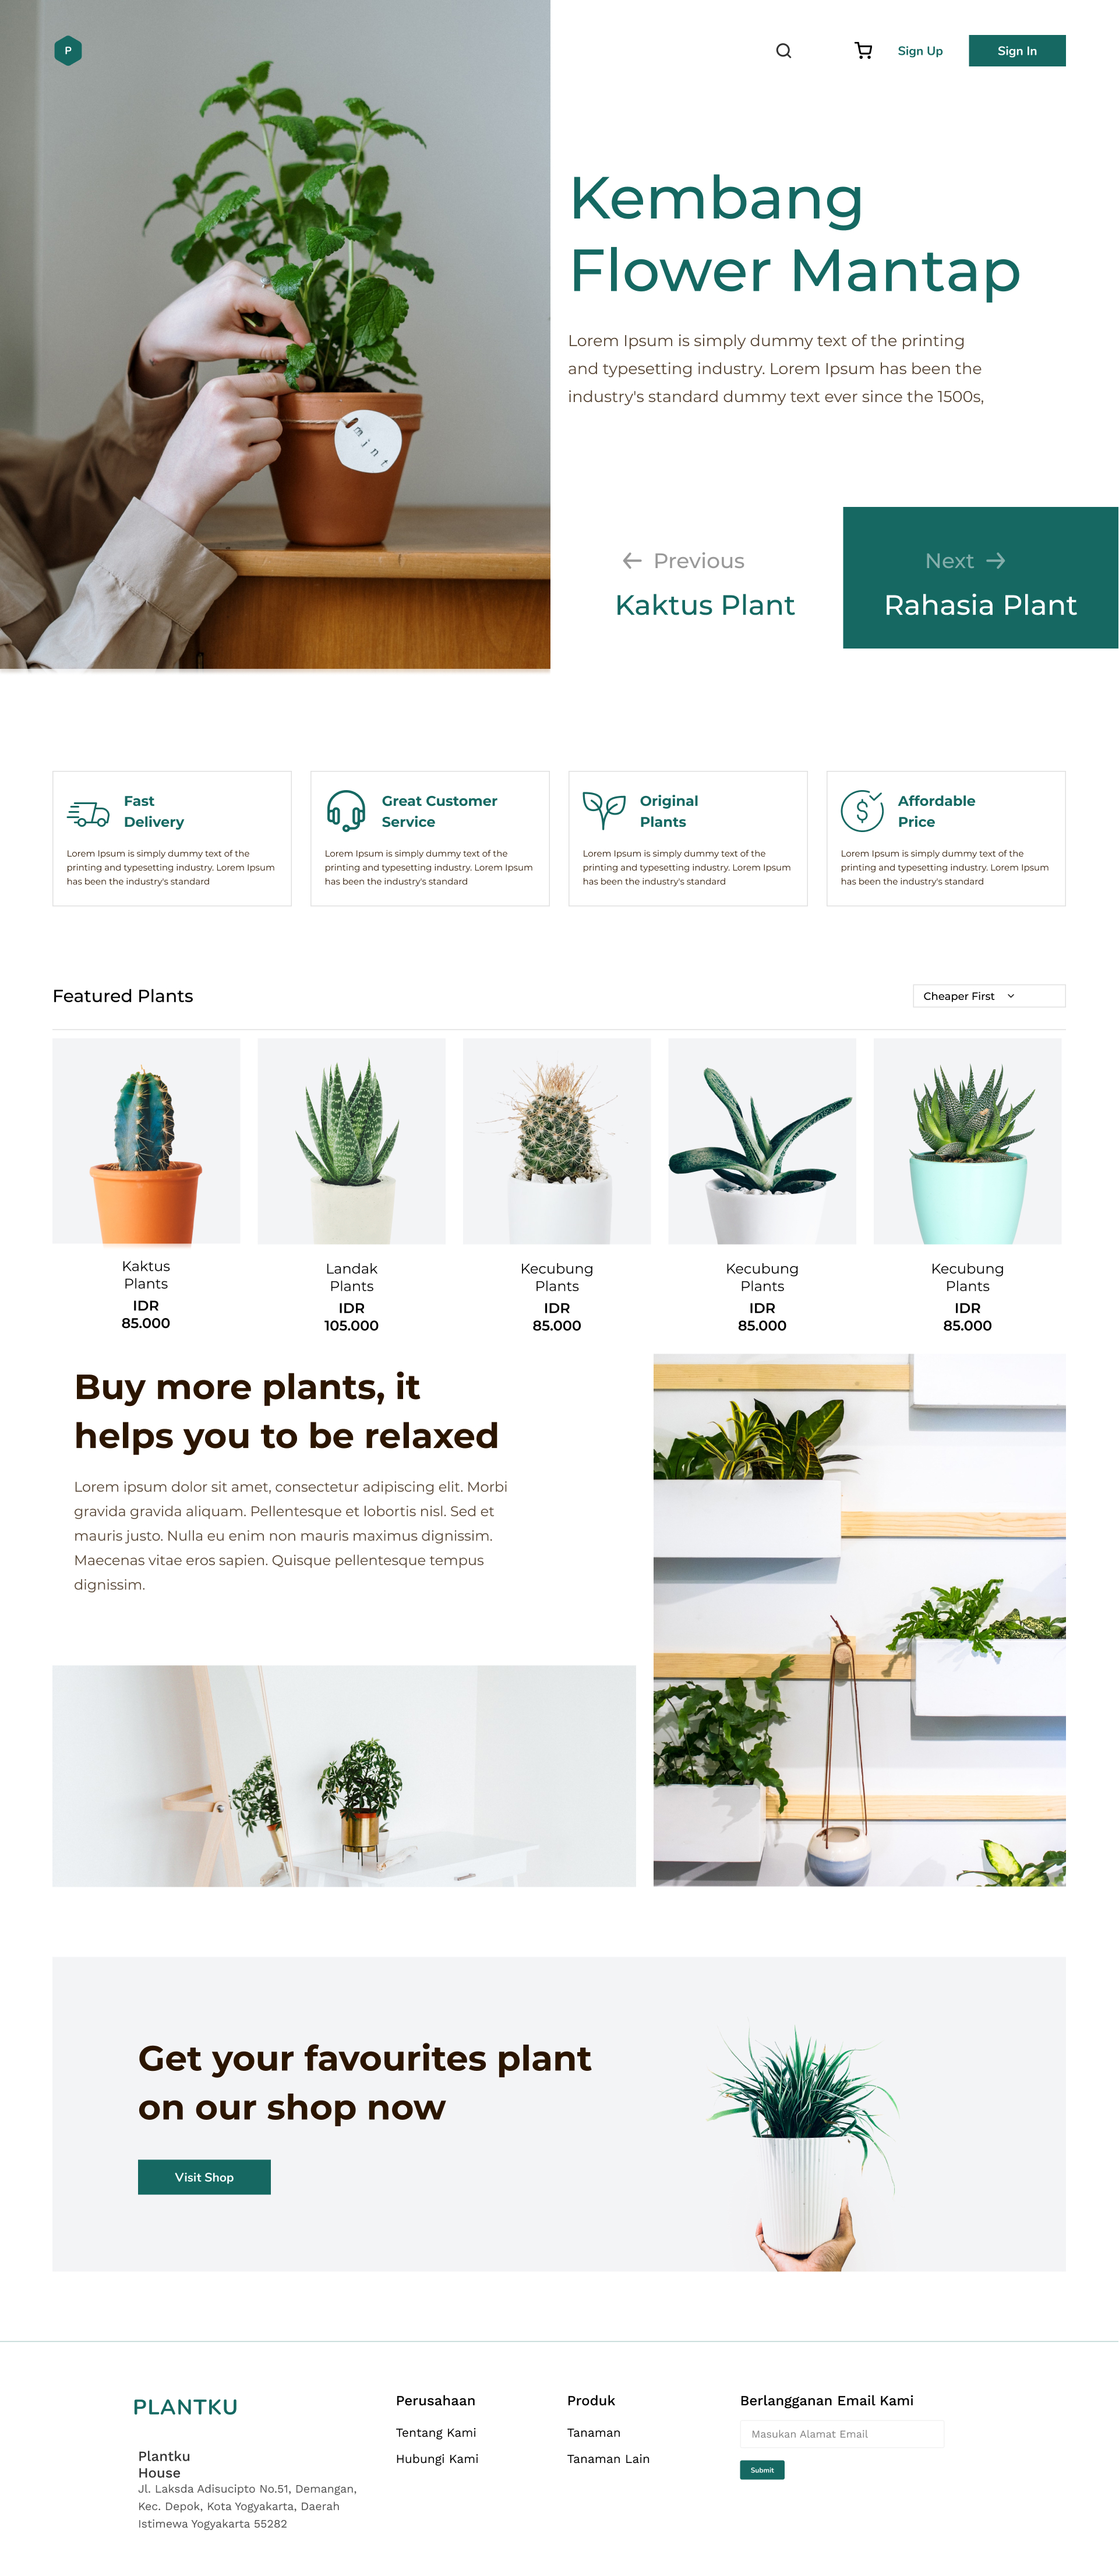 P
Sign Up
Sign In
Kembang
Flower Mantap
Lorem Ipsum is simply dummy text of the printing
and typesetting industry. Lorem Ipsum has been the
industry's standard dummy text ever since the 1500s,
mint
Previous
Kaktus Plant
Next
Rahasia Plant
Fast
Delivery
Lorem Ipsum is simply dummy text of the
printing and typesetting industry. Lorem Ipsum
has been the industry's standard
Great Customer
Service
Lorem Ipsum is simply dummy text of the
printing and typesetting industry. Lorem Ipsum
has been the industry's standard
Original
Plants
Lorem Ipsum is simply dummy text of the
printing and typesetting industry. Lorem Ipsum
has been the industry's standard
Affordable
Price
Lorem Ipsum is simply dummy text of the
printing and typesetting industry. Lorem Ipsum
has been the industry's standard
Featured Plants
Cheaper First
Kaktus
Plants
IDR
85.000
Landak
Plants
IDR
105.000
Kecubung
Plants
IDR
85.000
Kecubung
Plants
IDR
85.000
Kecubung
Plants
IDR
85.000
Buy more plants, it
helps you to be relaxed
Lorem ipsum dolor sit amet, consectetur adipiscing elit. Morbi
gravida gravida aliquam. Pellentesque et lobortis nisl. Sed et
mauris justo. Nulla eu enim non mauris maximus dignissim.
Maecenas vitae eros sapien. Quisque pellentesque tempus
dignissim.
Get your favourites plant
on our shop now
Visit Shop
PLANTKU
Plantku
House
Jl. Laksda Adisucipto No.51, Demangan,
Kec. Depok, Kota Yogyakarta, Daerah
Istimewa Yogyakarta 55282
Perusahaan
Tentang Kami
Hubungi Kami
Produk
Tanaman
Tanaman Lain
Berlangganan Email Kami
Masukan Alamat Email
Submit